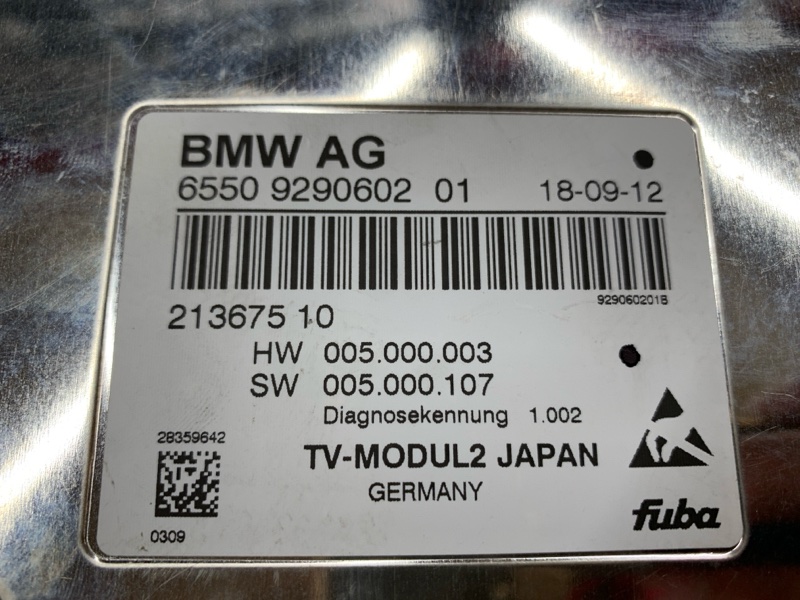 BMW AG
6550 9290602 01 18-09-12
929060201B
213675 10
HW 005.000.003
SW 005.000.107
Diagnosekennung 1.002
28359642
TV-MODUL2 JAPAN
GERMANY
fuba
0309